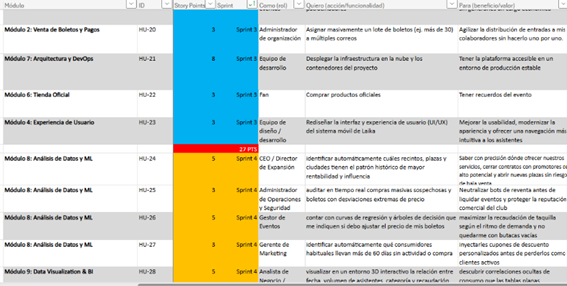 Módulo ID Story Points Sprint Como (rol) Quiero (acción/funcionalidad) Para (beneficio/valor)
Módulo 2: Venta de Boletos y Pagos HU-20 3 Sprint 3 Administrador de organización Asignar masivamente un lote de boletos (ej. más de 30) a múltiples correos Agilizar la distribución de entradas a mis colaboradores sin hacerlo uno por uno.
Módulo 7: Arquitectura y DevOps HU-21 8 Sprint 3 Equipo de desarrollo Desplegar la infraestructura en la nube y los contenedores del proyecto Tener la plataforma accesible en un entorno de producción estable
Módulo 6: Tienda Oficial HU-22 5 Sprint 3 Fan Comprar productos oficiales Tener recuerdos del evento
Módulo 4: Experiencia de Usuario HU-23 3 Sprint 3 Equipo de diseño / desarrollo Rediseñar la interfaz y experiencia de usuario (UI/UX) del sistema móvil de Laika Mejorar la usabilidad, modernizar la apariencia y ofrecer una navegación más intuitiva a los asistentes
27 PTS
Módulo 8: Análisis de Datos y ML HU-24 5 Sprint 4 CEO / Director de Expansión identificar automáticamente cuáles recintos, plazas y ciudades tienen el patrón histórico de mayor rentabilidad y influencia Saber con precisión dónde ofrecer nuestros servicios, cerrar contratos con promotores de alto potencial y abrir nuevas plazas sin riesgo de baja venta
Módulo 8: Análisis de Datos y ML HU-25 3 Sprint 4 Administrador de Operaciones y Seguridad auditar en tiempo real compras masivas sospechosas y boletos con desviaciones extremas de precio Neutralizar bots de reventa antes de liquidar eventos y proteger la reputación comercial del club
Módulo 8: Análisis de Datos y ML HU-26 5 Sprint 4 Gestor de Eventos contar con curvas de regresión y árboles de decisión que me indiquen si debo ajustar el precio de mis boletos maximizar la recaudación de taquilla según el ritmo de demanda y no quedarme con butacas vacías
Módulo 8: Análisis de Datos y ML HU-27 3 Sprint 4 Gerente de Marketing identificar automáticamente qué consumidores habituales llevan más de 60 días sin actividad o compra inyectarles cupones de descuento personalizados antes de perderlos como clientes activos
Módulo 9: Data Visualization & BI HU-28 5 Sprint 4 Analista de Negocio / visualizar en un entorno 3D interactivo la relación entre fecha, volumen de asistentes, categoría y recaudación descubrir correlaciones ocultas de consumo que las tablas planas